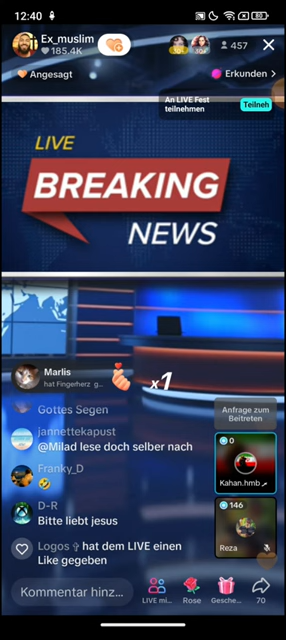 12:40
80
Ex_muslim
185.4K
457
Angesagt
Erkunden >
An LIVE Fest
teilnehmen
Teilneh
LIVE
BREAKING
NEWS
Marlis
hat Fingerherz g...
x1
Gottes Segen
jannettekapust
@Milad lese doch selber nach
Franky_D
D-R
Bitte liebt jesus
Logos ✞ hat dem LIVE einen
Like gegeben
Anfrage zum
Beitreten
0
Kahan.hmb
146
Reza
Kommentar hinz...
LIVE mi...
Rose
Gesche...
70